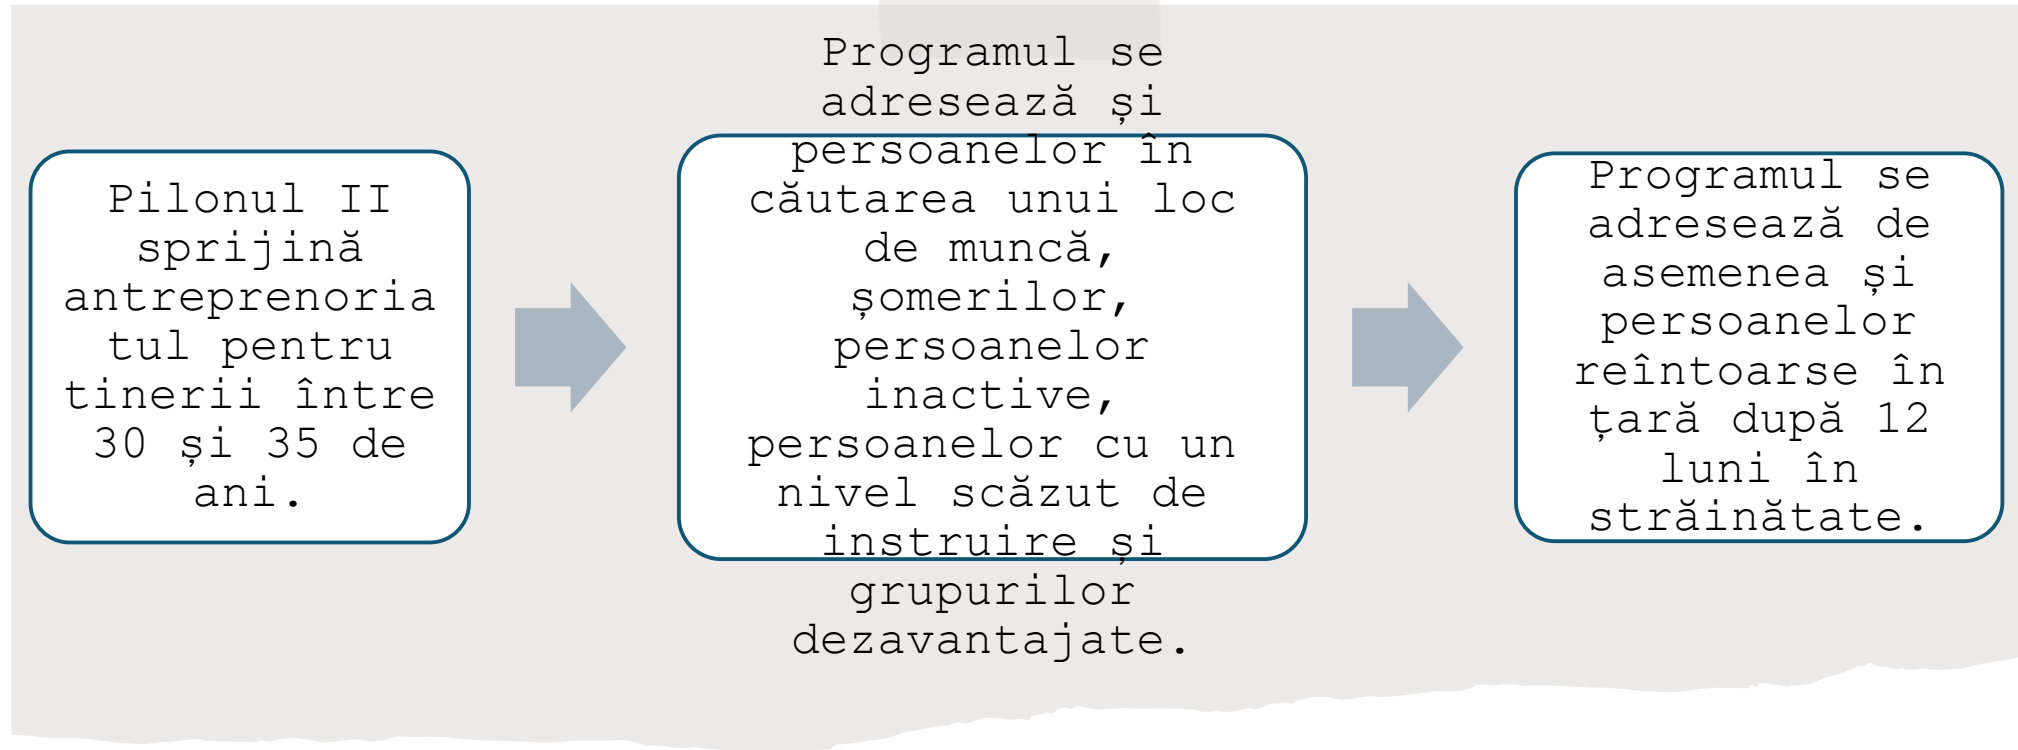 Pilonul II
sprijină
antreprenoria
tul pentru
tinerii între
30 și 35 de
ani.
Programul se
adresează și
persoanelor în
căutarea unui loc
de muncă,
șomerilor,
persoanelor
inactive,
persoanelor cu un
nivel scăzut de
instruire și
grupurilor
dezavantajate.
Programul se
adresează de
asemenea și
persoanelor
reîntoarse în
țară după 12
luni în
străinătate.